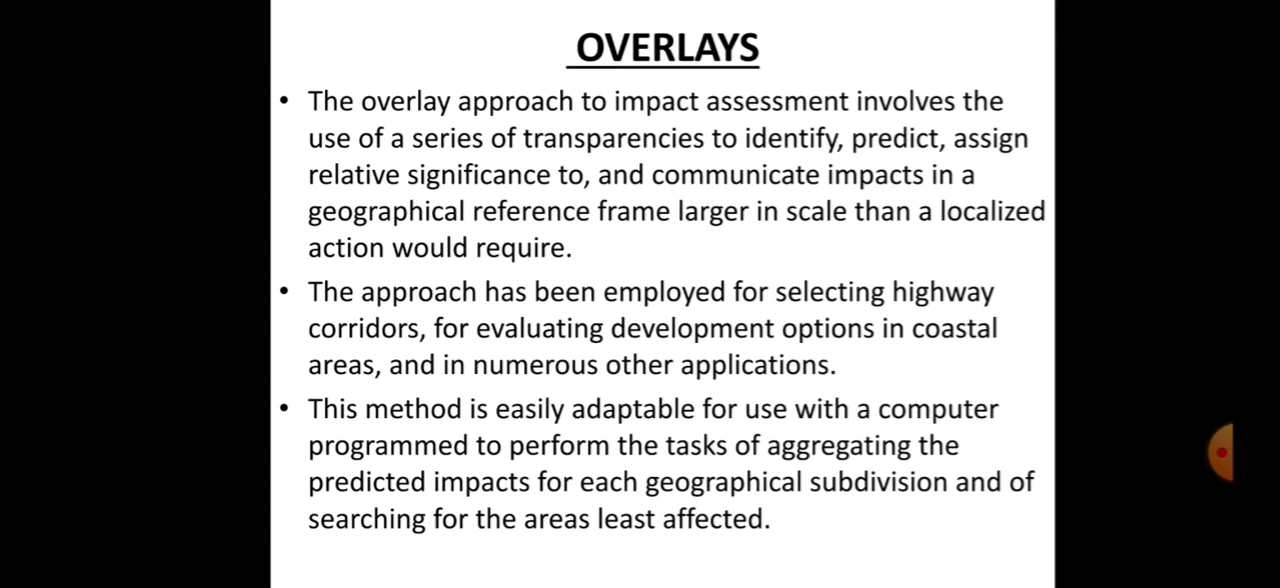 OVERLAYS
• The overlay approach to impact assessment involves the
use of a series of transparencies to identify, predict, assign
relative significance to, and communicate impacts in a
geographical reference frame larger in scale than a localized
action would require.
• The approach has been employed for selecting highway
corridors, for evaluating development options in coastal
areas, and in numerous other applications.
• This method is easily adaptable for use with a computer
programmed to perform the tasks of aggregating the
predicted impacts for each geographical subdivision and of
searching for the areas least affected.